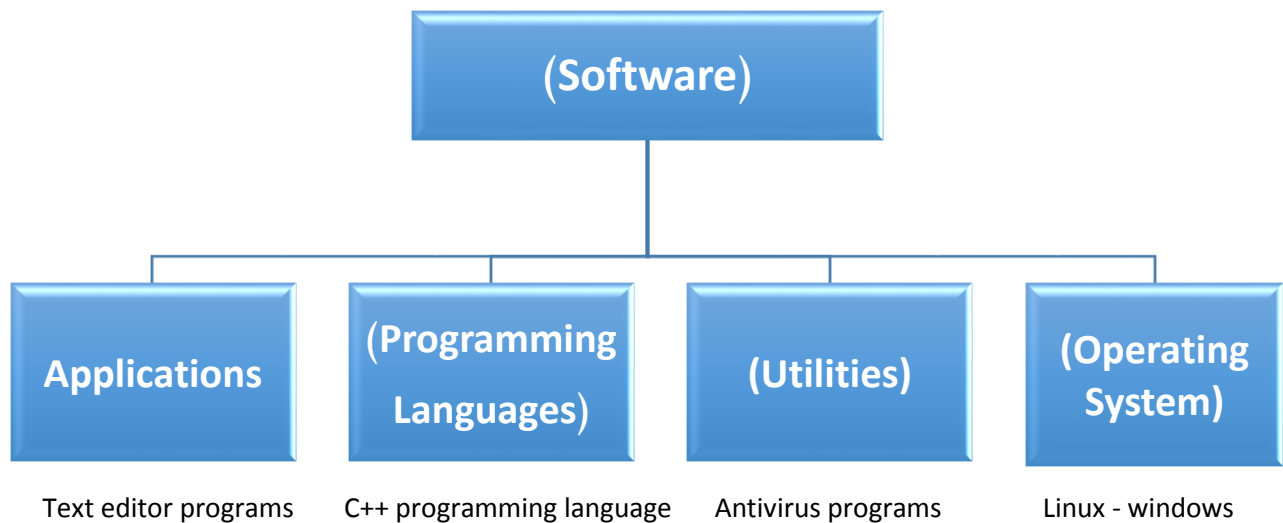 (Software)
Applications
(Programming
Languages)
(Utilities)
(Operating
System)
Text editor programs
C++ programming language
Antivirus programs
Linux - windows